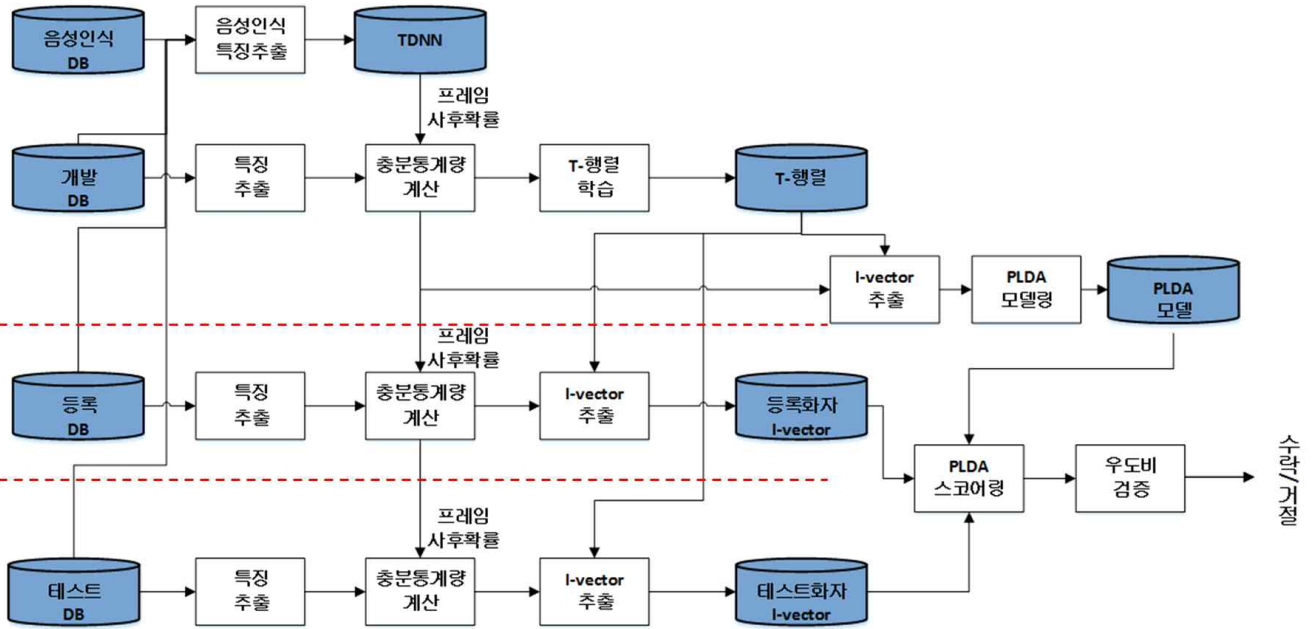 음성인식
DB
음성인식
특징추출
TDNN
프레임
사후확률
개발
DB
특징
추출
충분통계량
계산
T-행렬
학습
T-행렬
I-vector
추출
PLDA
모델링
PLDA
모델
프레임
사후확률
등록
DB
특징
추출
충분통계량
계산
I-vector
추출
등록화자
I-vector
PLDA
스코어링
우도비
검증
수락/거절
프레임
사후확률
테스트
DB
특징
추출
충분통계량
계산
I-vector
추출
테스트화자
I-vector